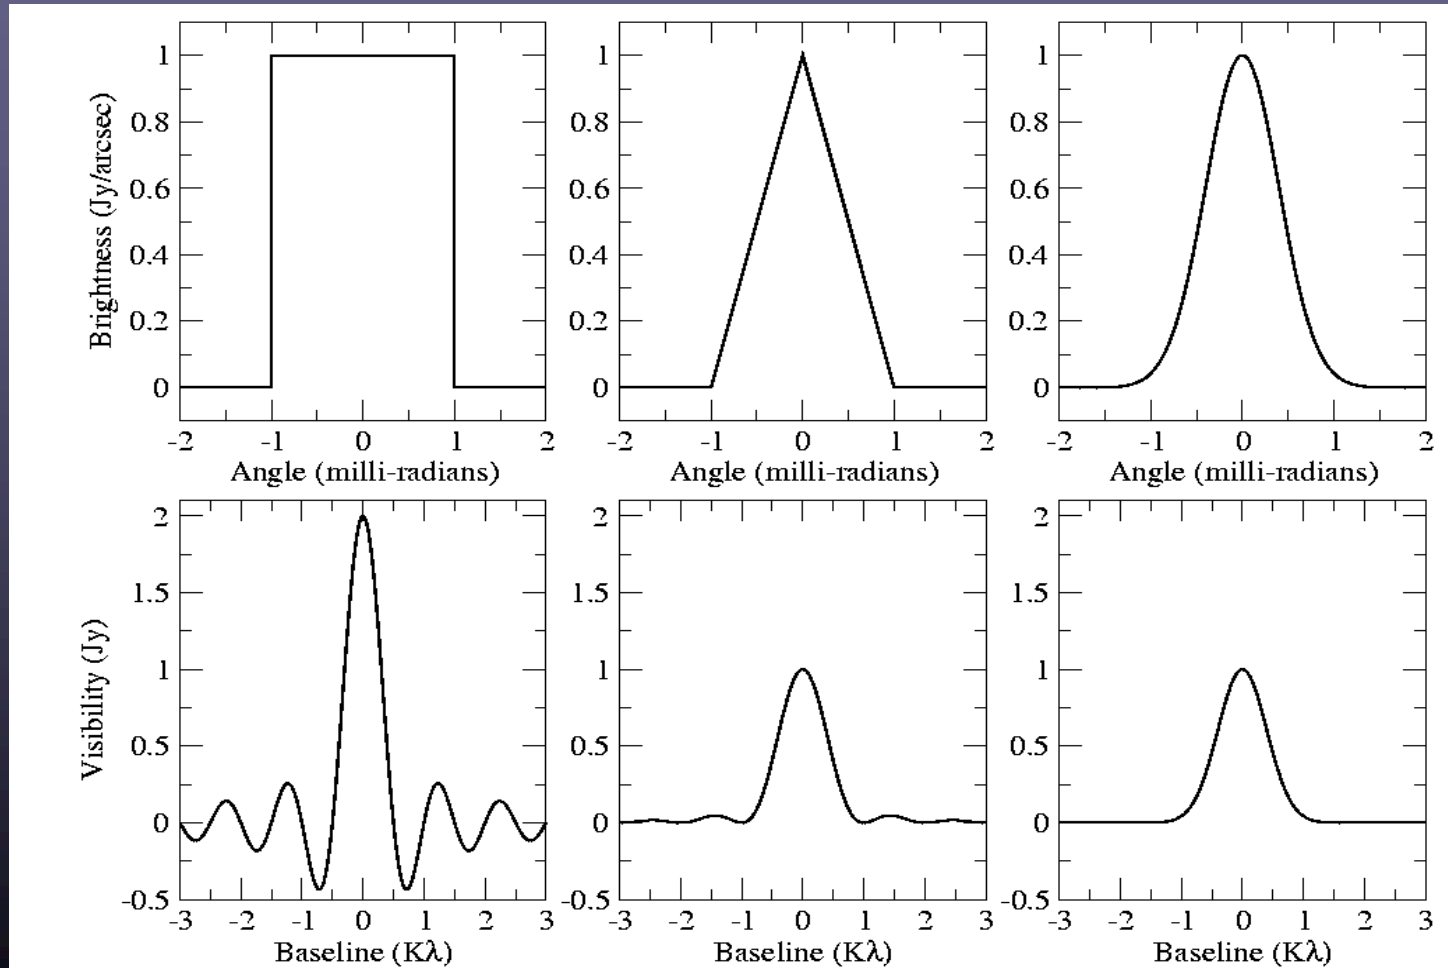 Brightness (Jy/arcsec)
1
0.8
0.6
0.4
0.2
0
-2 -1 0 1 2
Angle (milli-radians)
1
0.8
0.6
0.4
0.2
0
-2 -1 0 1 2
Angle (milli-radians)
1
0.8
0.6
0.4
0.2
0
-2 -1 0 1 2
Angle (milli-radians)
Visibility (Jy)
2
1.5
1
0.5
0
-0.5
-3 -2 -1 0 1 2 3
Baseline (Kλ)
2
1.5
1
0.5
0
-0.5
-3 -2 -1 0 1 2 3
Baseline (Kλ)
2
1.5
1
0.5
0
-0.5
-3 -2 -1 0 1 2 3
Baseline (Kλ)